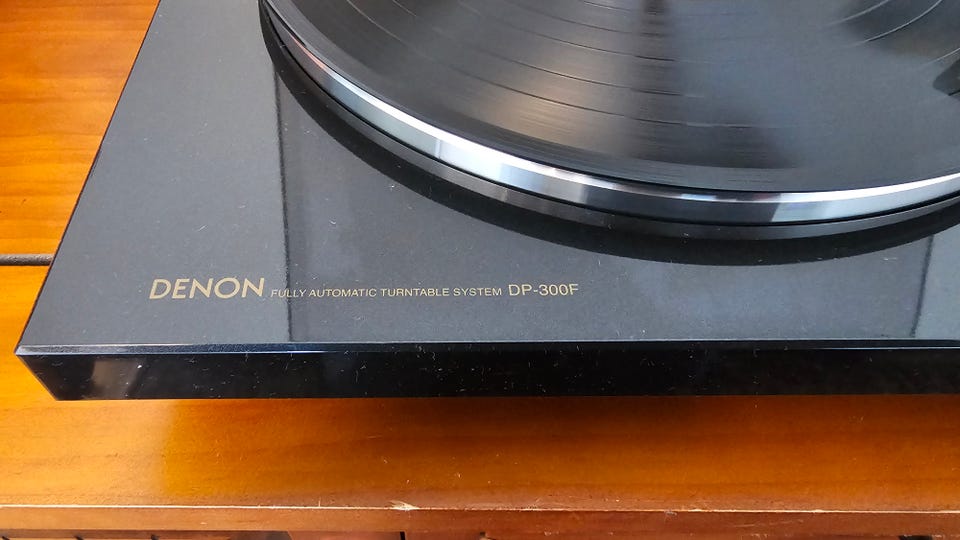 DENON FULLY AUTOMATIC TURNTABLE SYSTEM DP-300F